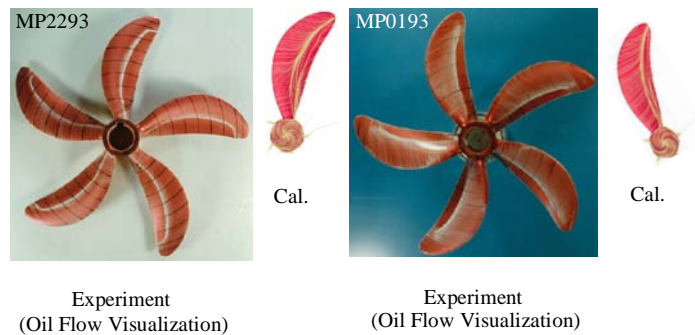 MP2293
MP0193
Cal.
Cal.
Experiment
(Oil Flow Visualization)
Experiment
(Oil Flow Visualization)